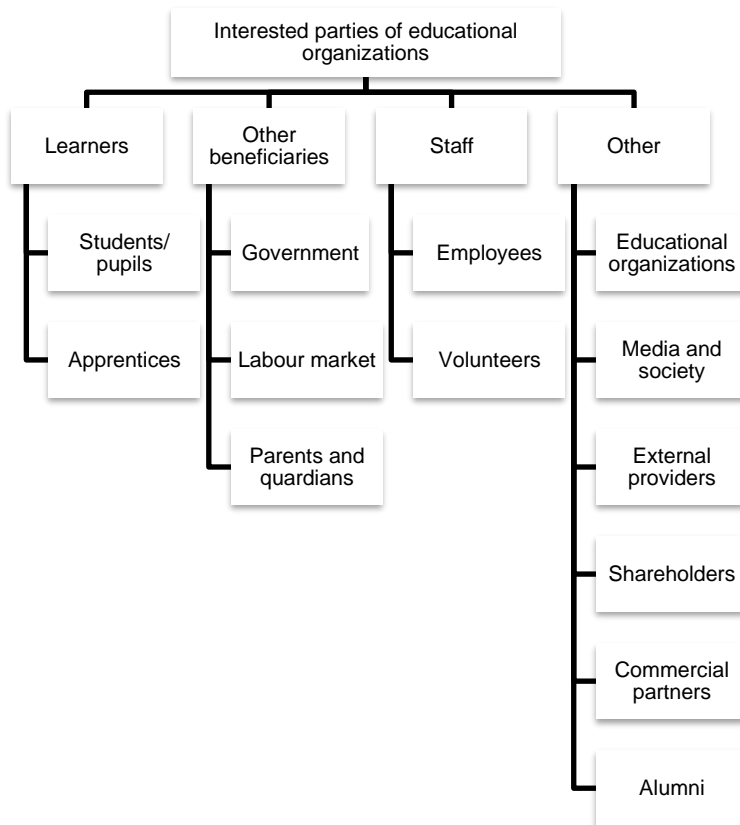 Interested parties of educational
organizations
Learners
Other
beneficiaries
Staff
Other
Students/
pupils
Government
Employees
Educational
organizations
Apprentices
Labour market
Volunteers
Media and
society
Parents and
quardians
External
providers
Shareholders
Commercial
partners
Alumni